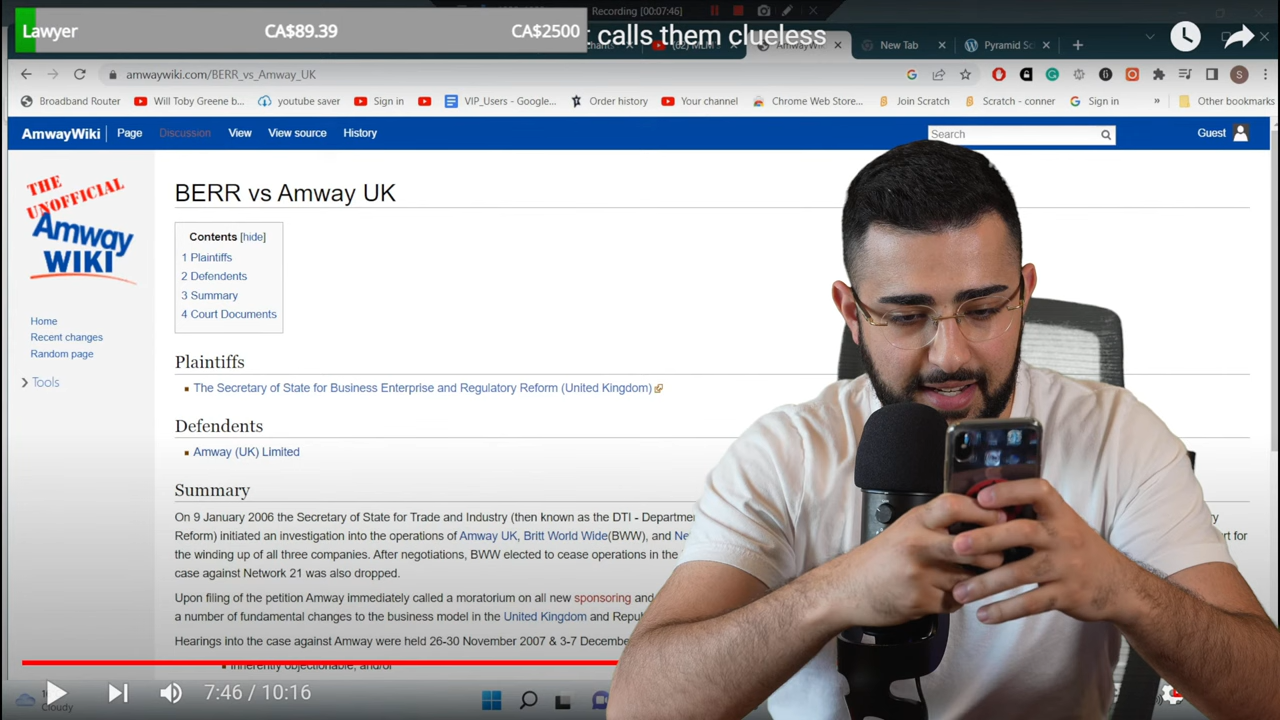 Lawyer CA$89.39 CA$2500
Recording [00:07:46]
calls them clueless
AmwayWiki
New Tab
Pyramid Sc
amwaywiki.com/BERR_vs_Amway_UK
Broadband Router
Will Toby Greene b...
youtube saver
Sign in
VIP_Users - Google...
Order history
Your channel
Chrome Web Store...
Join Scratch
Scratch - conner
Sign in
»
Other bookmarks
AmwayWiki
Page
Discussion
View
View source
History
Search
Guest
THE
UNOFFICIAL
Amway
WIKI
Home
Recent changes
Random page
Tools
BERR vs Amway UK
Contents [hide]
1 Plaintiffs
2 Defendents
3 Summary
4 Court Documents
Plaintiffs
The Secretary of State for Business Enterprise and Regulatory Reform (United Kingdom)
Defendents
Amway (UK) Limited
Summary
On 9 January 2006 the Secretary of State for Trade and Industry (then known as the DTI -
Reform) initiated an investigation into the operations of Amway UK, Britt World Wide(BWW), and
the winding up of all three companies. After negotiations, BWW elected to cease operations in the
case against Network 21 was also dropped.
Upon filing of the petition Amway immediately called a moratorium on all new sponsoring and
a number of fundamental changes to the business model in the United Kingdom and
Hearings into the case against Amway were held 26-30 November 2007 & 3-7
Inherently objectionable, and/or
7:46 / 10:16
Cloudy